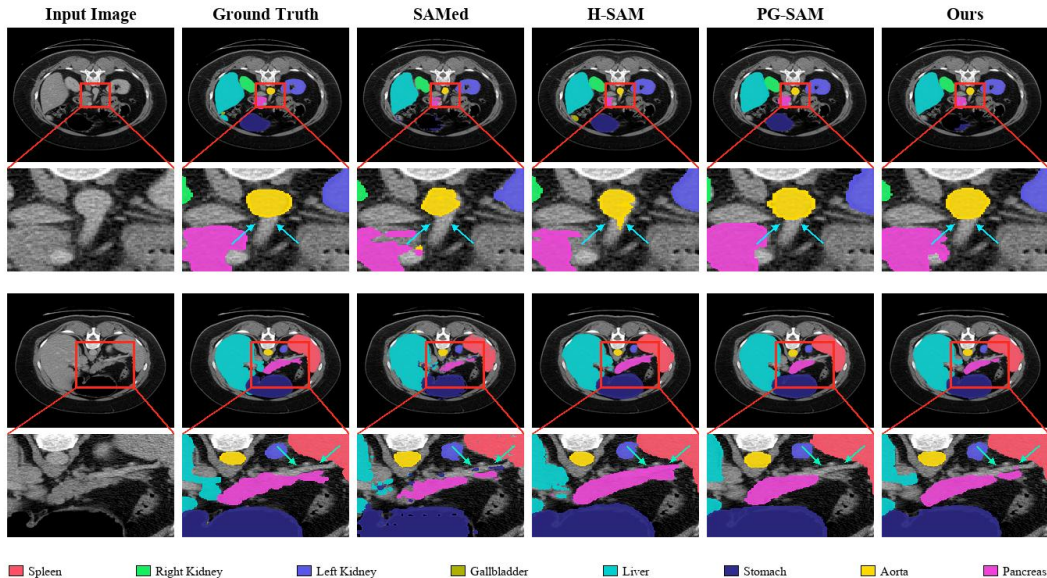 Input Image Ground Truth SAMed H-SAM PG-SAM Ours
Spleen Right Kidney Left Kidney Gallbladder Liver Stomach Aorta Pancreas